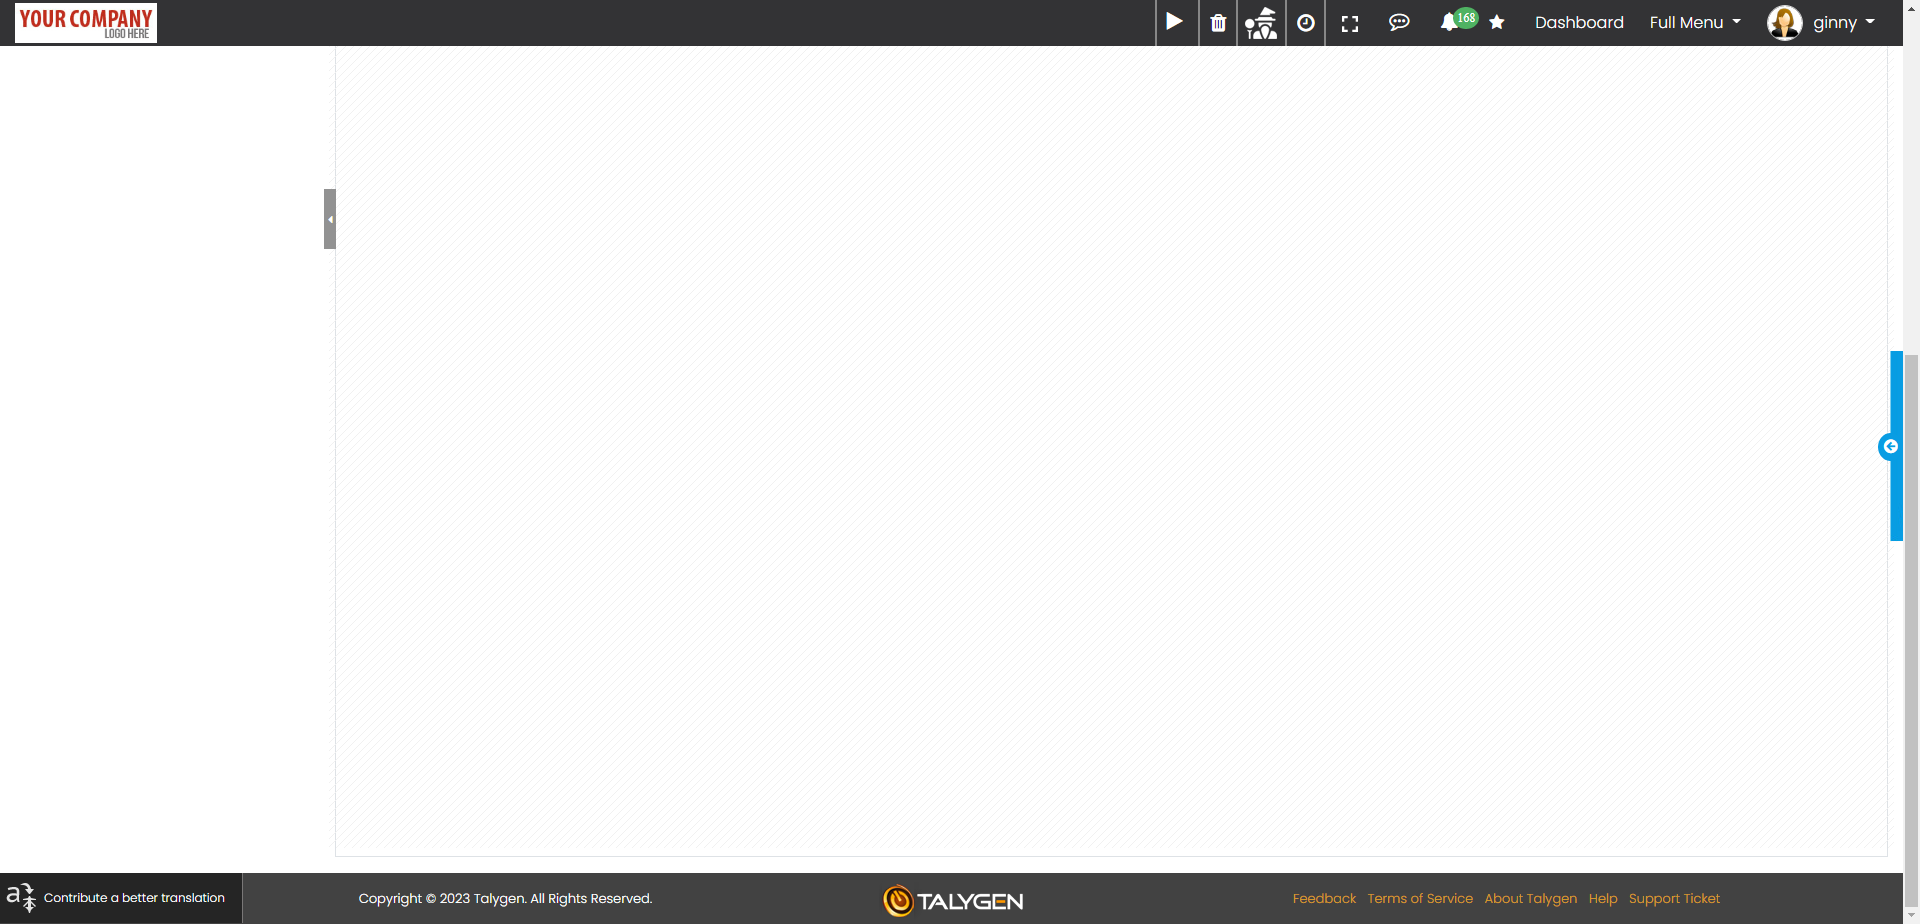 YOUR COMPANY
LOGO HERE
168
Dashboard
Full Menu
ginny
Contribute a better translation
Copyright © 2023 Talygen. All Rights Reserved.
TALYGEN
Feedback Terms of Service About Talygen Help Support Ticket